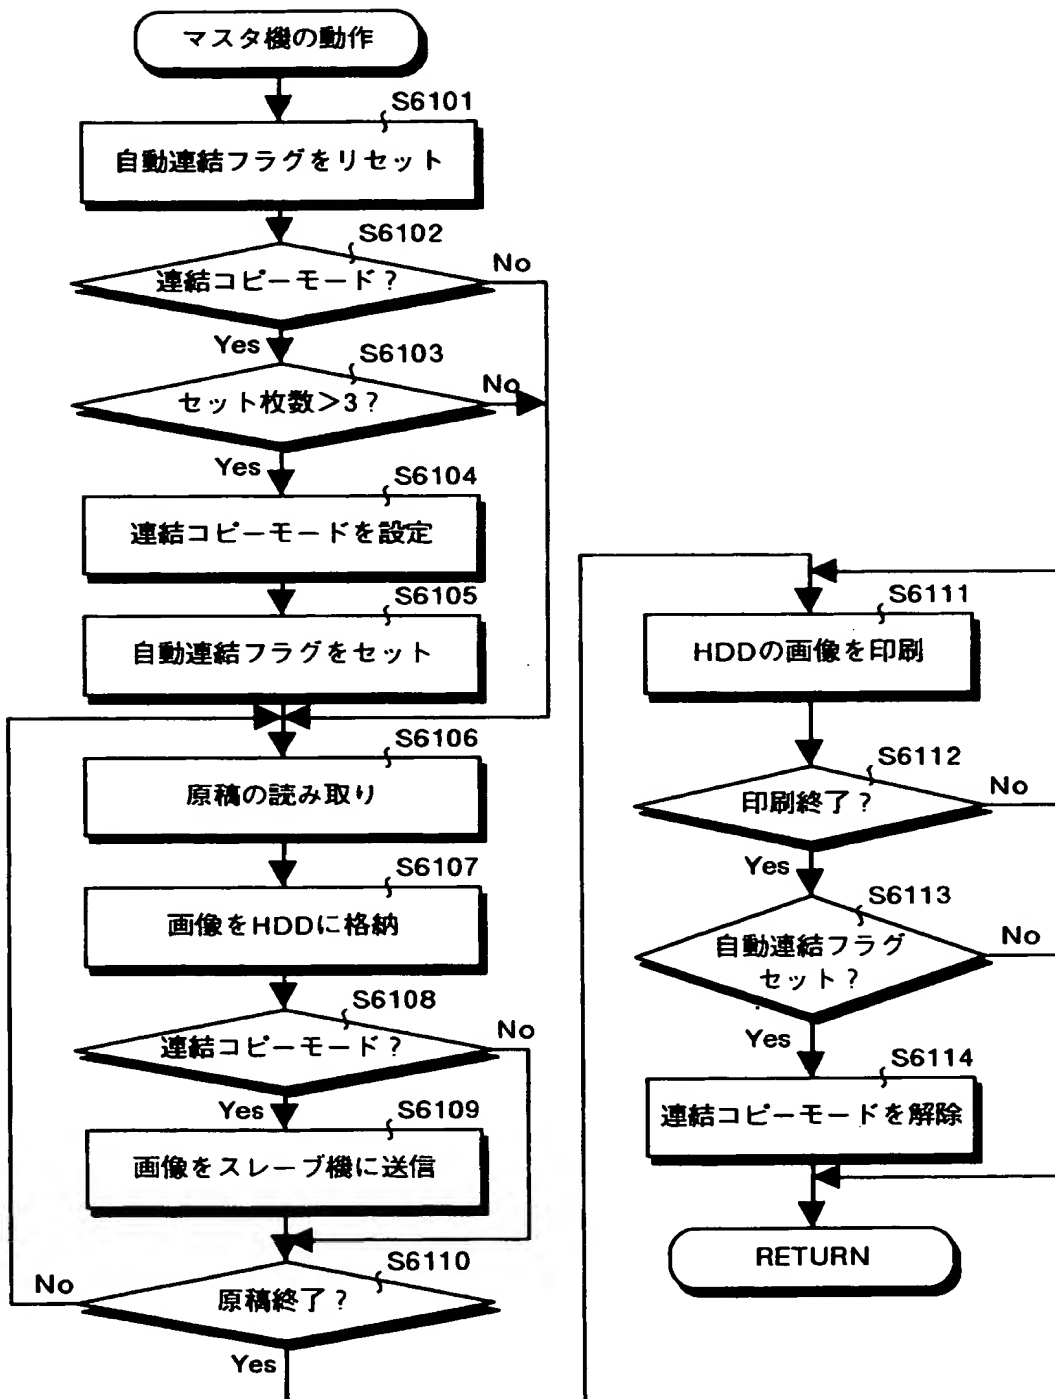 マスタ機の動作
S6101
自動連結フラグをリセット
S6102
連結コピーモード?
No
Yes
S6103
セット枚数>3?
No
Yes
S6104
連結コピーモードを設定
S6105
自動連結フラグをセット
S6106
原稿の読み取り
S6107
画像をHDDに格納
S6108
連結コピーモード?
No
Yes
S6109
画像をスレーブ機に送信
S6110
原稿終了?
No
Yes
S6111
HDDの画像を印刷
S6112
印刷終了?
No
Yes
S6113
自動連結フラグ
セット?
No
Yes
S6114
連結コピーモードを解除
RETURN